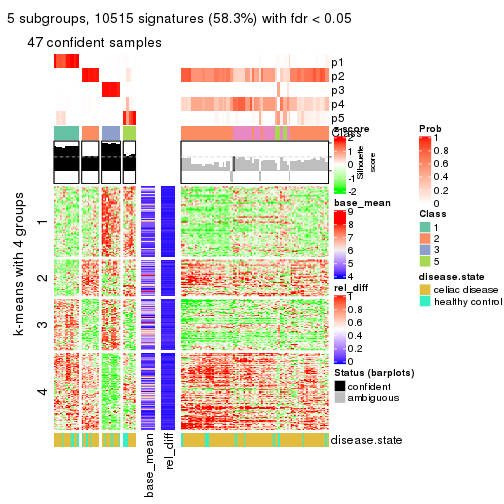 5 subgroups, 10515 signatures (58.3%) with fdr < 0.05
47 confident samples
p1
p2
p3
p4
p5
Class
z-score
2
1
0
-1
-2
Silhouette
score
k-means with 4 groups
1
2
3
4
base_mean
9
8
7
6
5
4
rel_diff
1
0.8
0.6
0.4
0.2
0
Status (barplots)
confident
ambiguous
Prob
1
0.8
0.6
0.4
0.2
0
Class
1
2
3
5
disease.state
celiac disease
healthy control
disease.state
base_mean
rel_diff